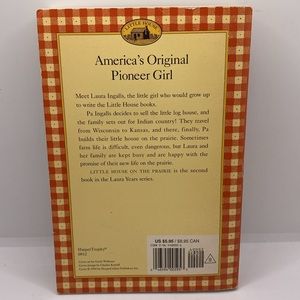 LITTLE HOUSE
America's Original
Pioneer Girl
Meet Laura Ingalls, the little girl who would grow up
to write the Little House books.
Pa Ingalls decides to sell the little log house, and
the family sets out for Indian country! They travel
from Wisconsin to Kansas, and there, finally, Pa
builds their little house on the prairie. Sometimes
farm life is difficult, even dangerous, but Laura and
her family are kept busy and are happy with the
promise of their new life on the prairie.
LITTLE HOUSE ON THE PRAIRIE is the second
book in the Laura Years series.
HarperTrophy®
US $5.95 / $8.95 CAN